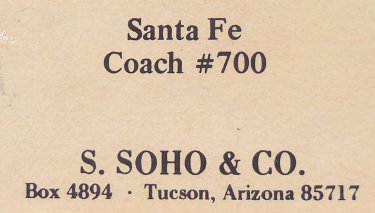 Santa Fe
Coach #700
S. SOHO & CO.
Box 4894 · Tucson, Arizona 85717